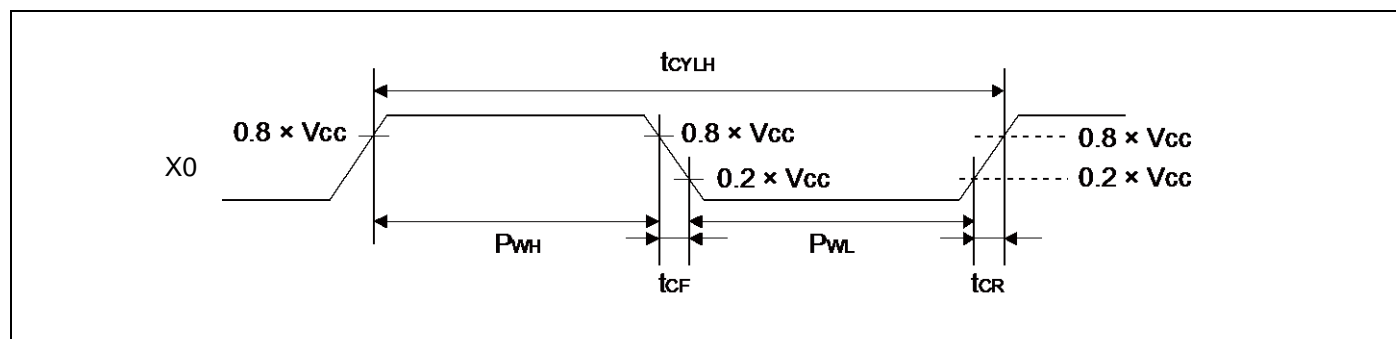 tCYLH
0.8 × Vcc
0.8 × Vcc
0.8 × Vcc
X0
0.2 × Vcc
0.2 × Vcc
PWH
PWL
tCF
tCR